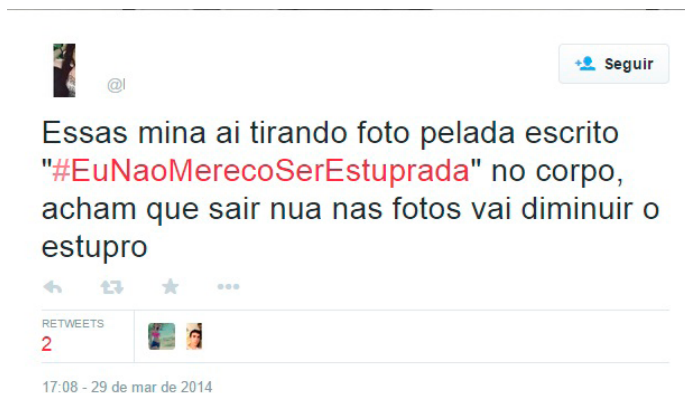 Seguir
@l
Essas mina ai tirando foto pelada escrito
"#EuNaoMerecoSerEstuprada" no corpo,
acham que sair nua nas fotos vai diminuir o
estupro
RETWEETS
2
17:08 - 29 de mar de 2014